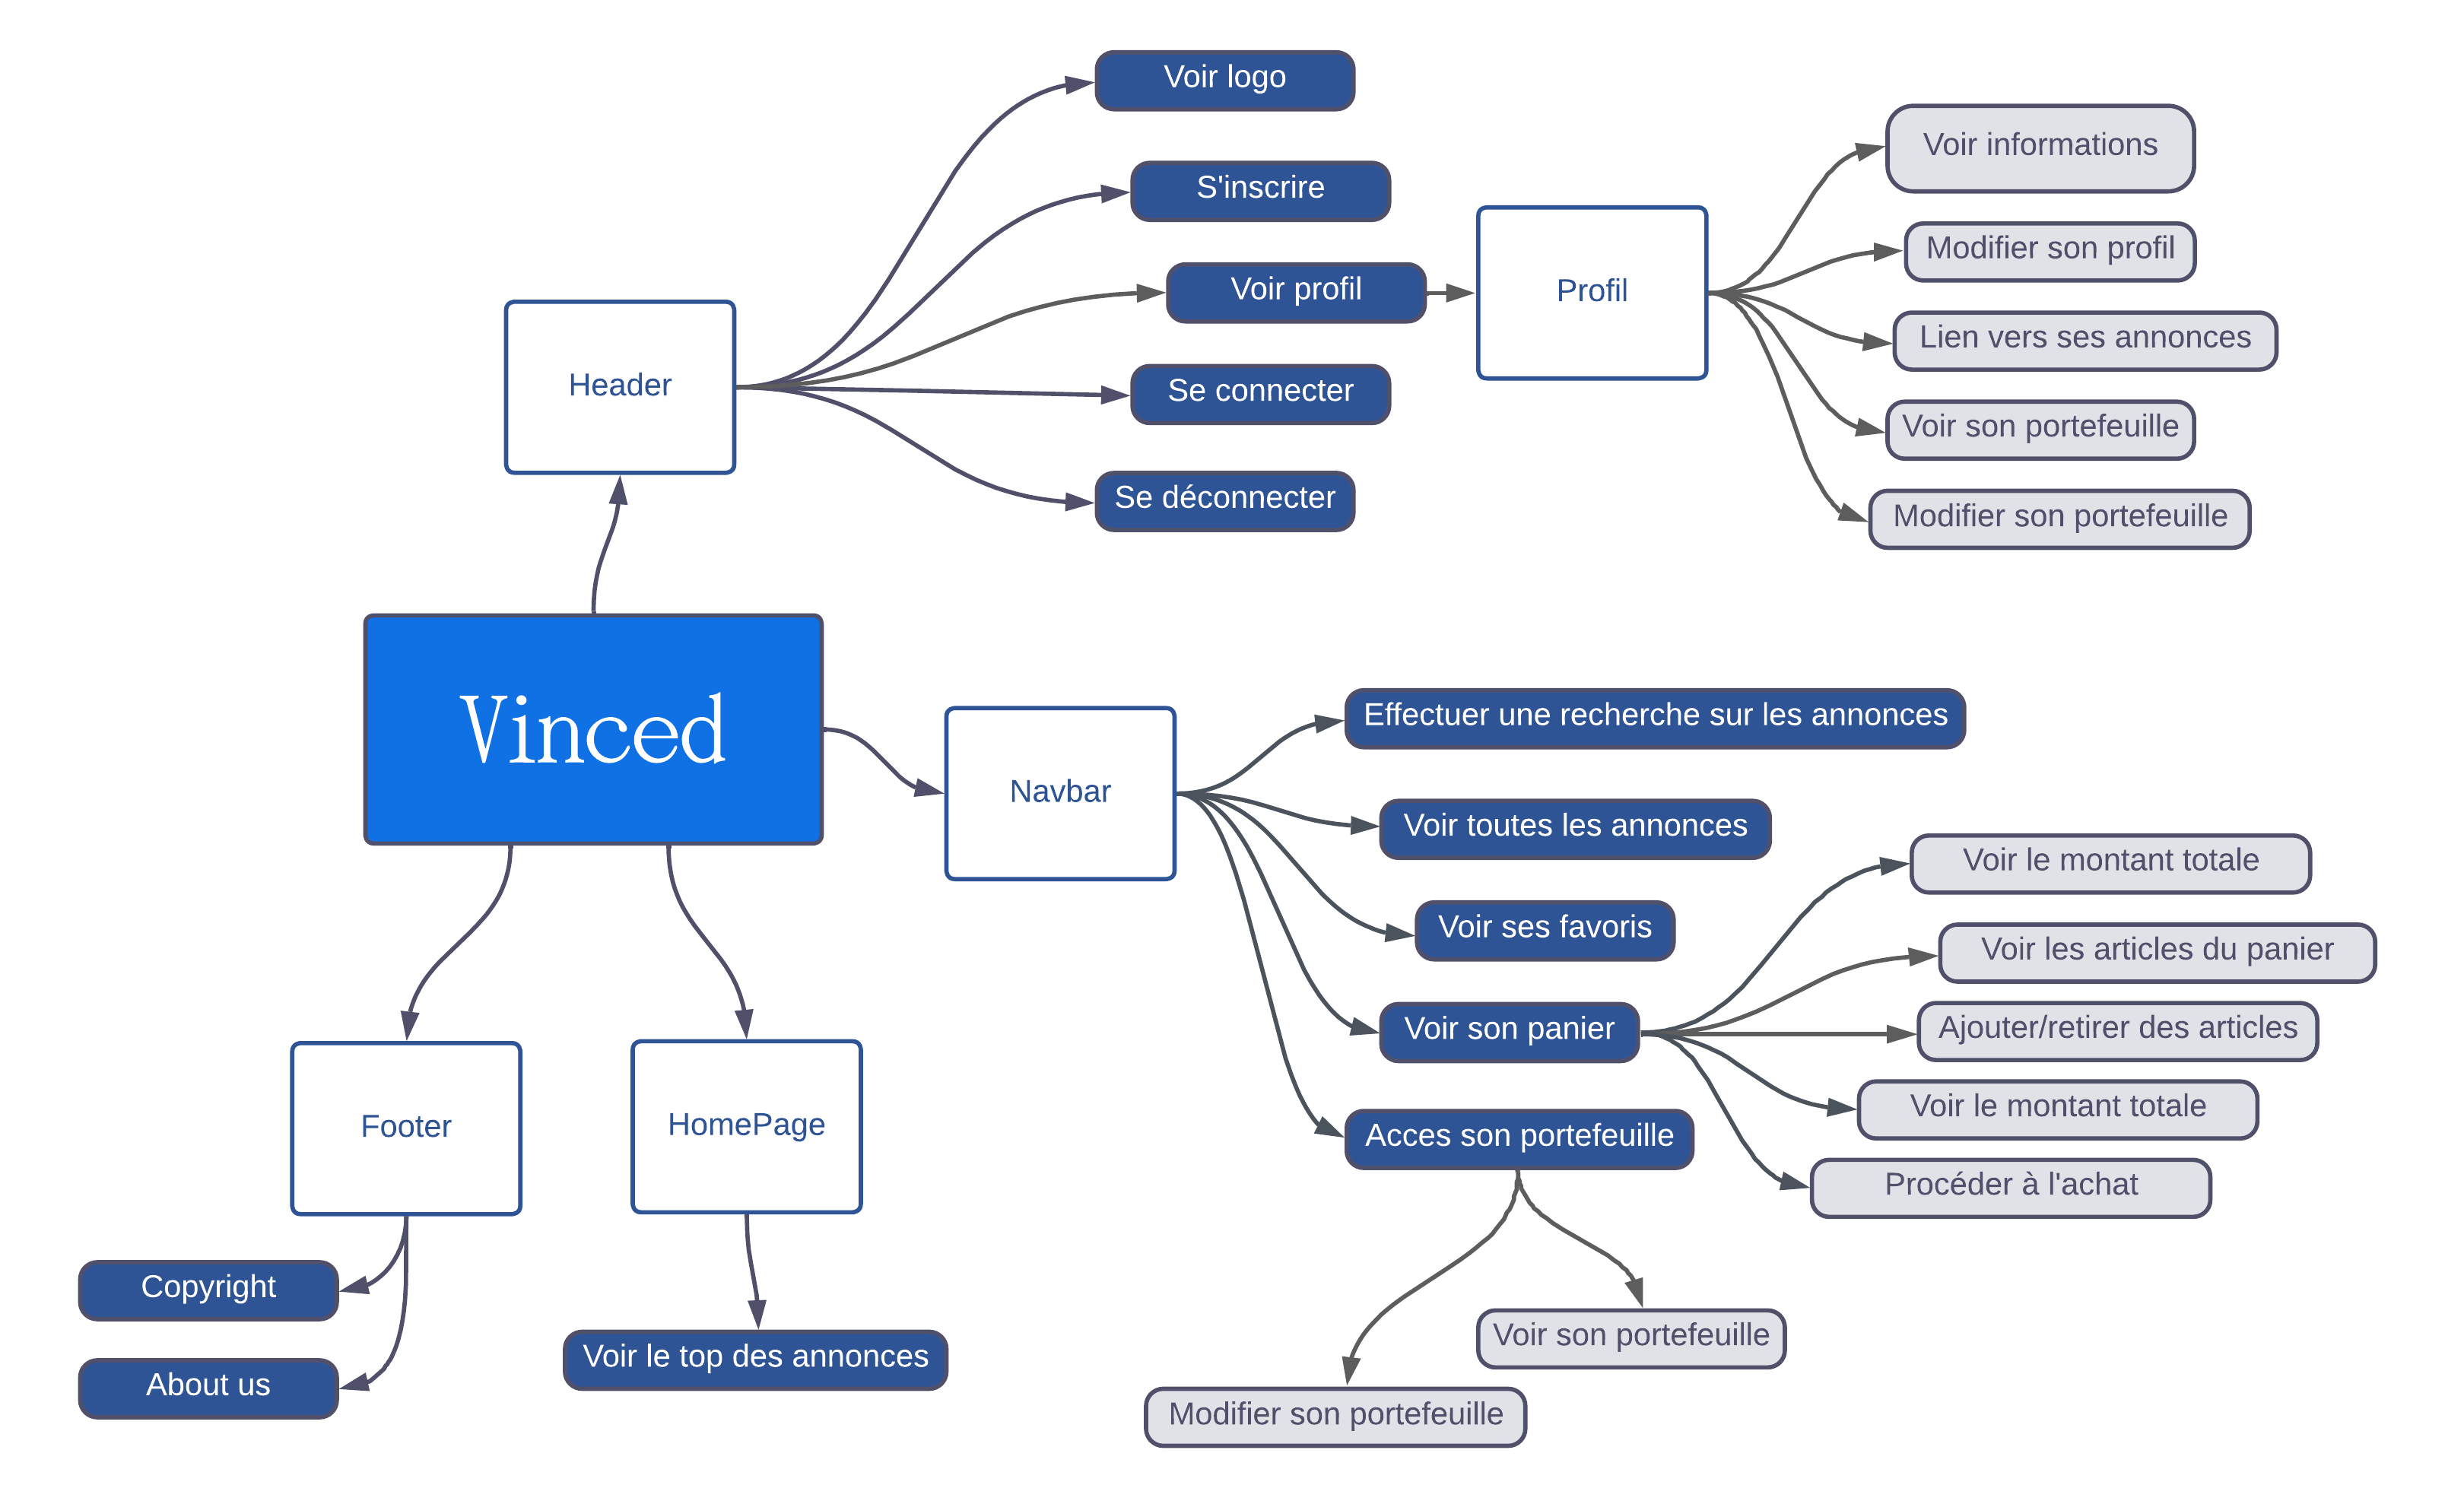 Voir logo
S'inscrire
Voir profil
Se connecter
Se déconnecter
Header
Profil
Voir informations
Modifier son profil
Lien vers ses annonces
Voir son portefeuille
Modifier son portefeuille
Vinced
Navbar
Effectuer une recherche sur les annonces
Voir toutes les annonces
Voir ses favoris
Voir son panier
Acces son portefeuille
Voir le montant totale
Voir les articles du panier
Ajouter/retirer des articles
Voir le montant totale
Procéder à l'achat
Voir son portefeuille
Modifier son portefeuille
Footer
HomePage
Copyright
About us
Voir le top des annonces